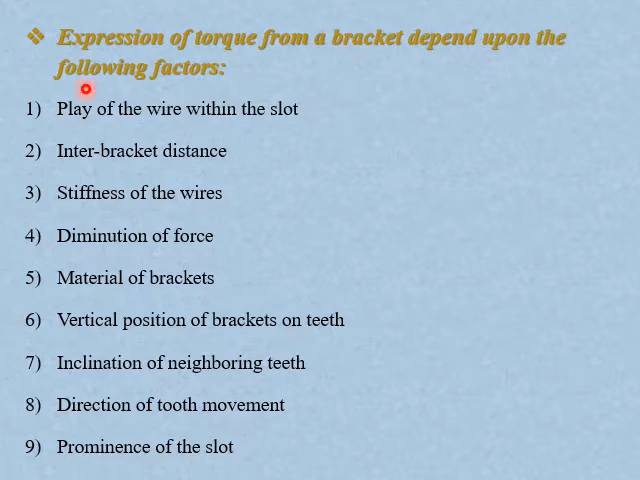 ❖ Expression of torque from a bracket depend upon the
following factors:
1) Play of the wire within the slot
2) Inter-bracket distance
3) Stiffness of the wires
4) Diminution of force
5) Material of brackets
6) Vertical position of brackets on teeth
7) Inclination of neighboring teeth
8) Direction of tooth movement
9) Prominence of the slot